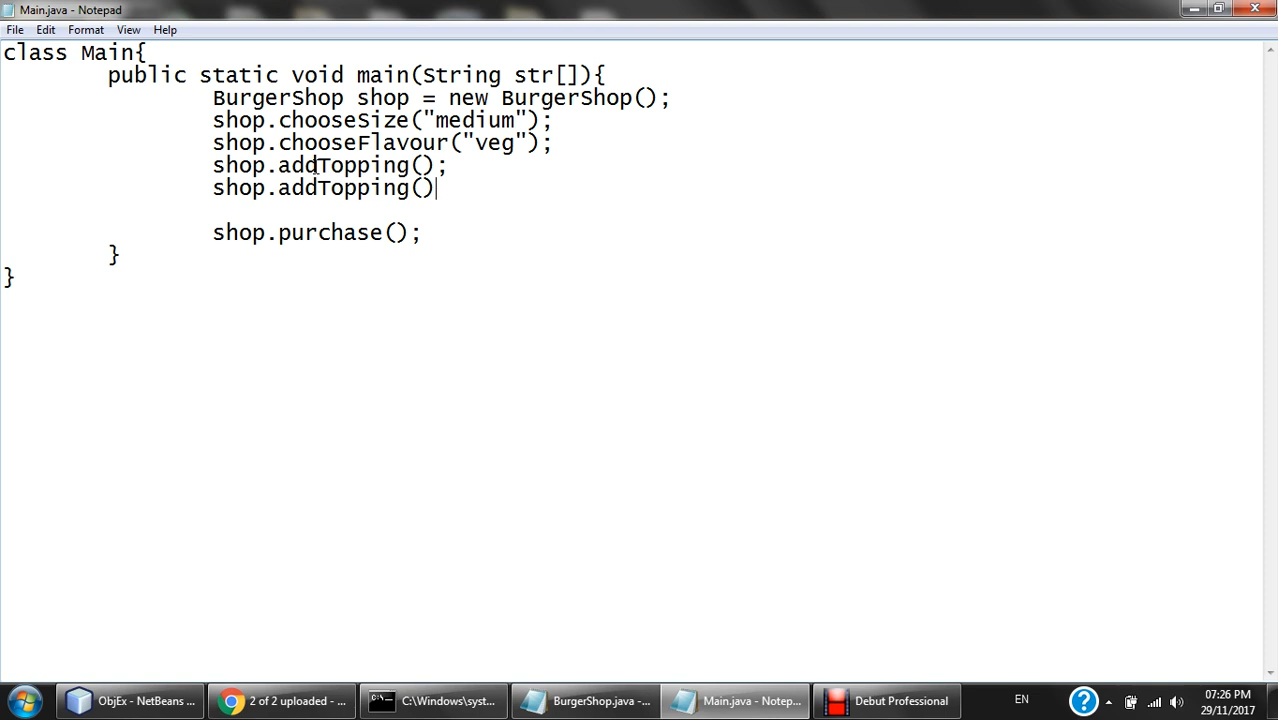 Main.java - Notepad
File Edit Format View Help
class Main{
public static void main(String str[]){
BurgerShop shop = new BurgerShop();
shop.chooseSize("medium");
shop.chooseFlavour("veg");
shop.addTopping();
shop.addTopping()
shop.purchase();
}
}
ObjEx - NetBeans ...
2 of 2 uploaded - ...
C:\Windows\syst...
BurgerShop.java -...
Main.java - Notep...
Debut Professional
EN
07:26 PM
29/11/2017